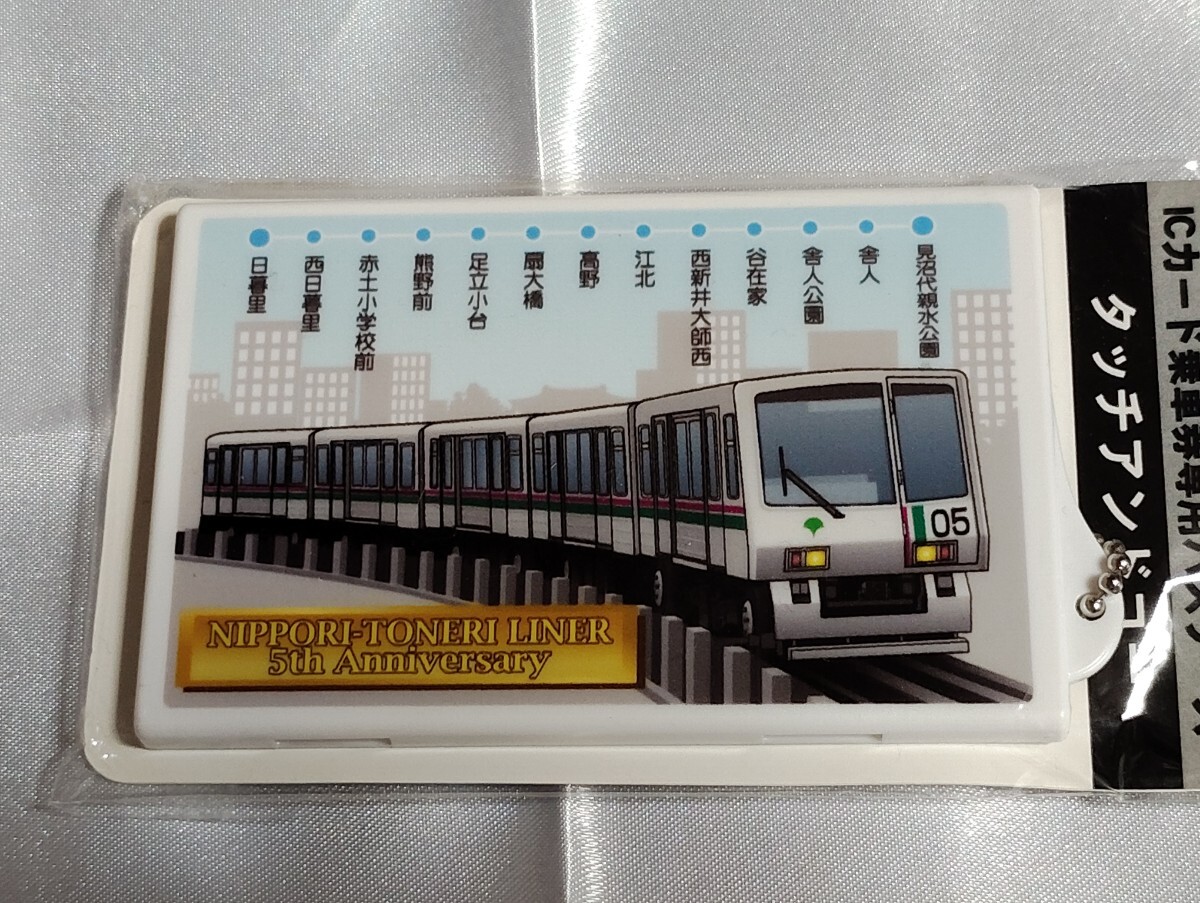 日暮里
西日暮里
赤土小学校前
熊野前
足立小台
扇大橋
高野
江北
西新井大師西
谷在家
舎人公園
舎人
見沼代親水公園
05
NIPPORI-TONERI LINER
5th Anniversary
タッチアンドゴー
ICカード乗車券専用パスケース